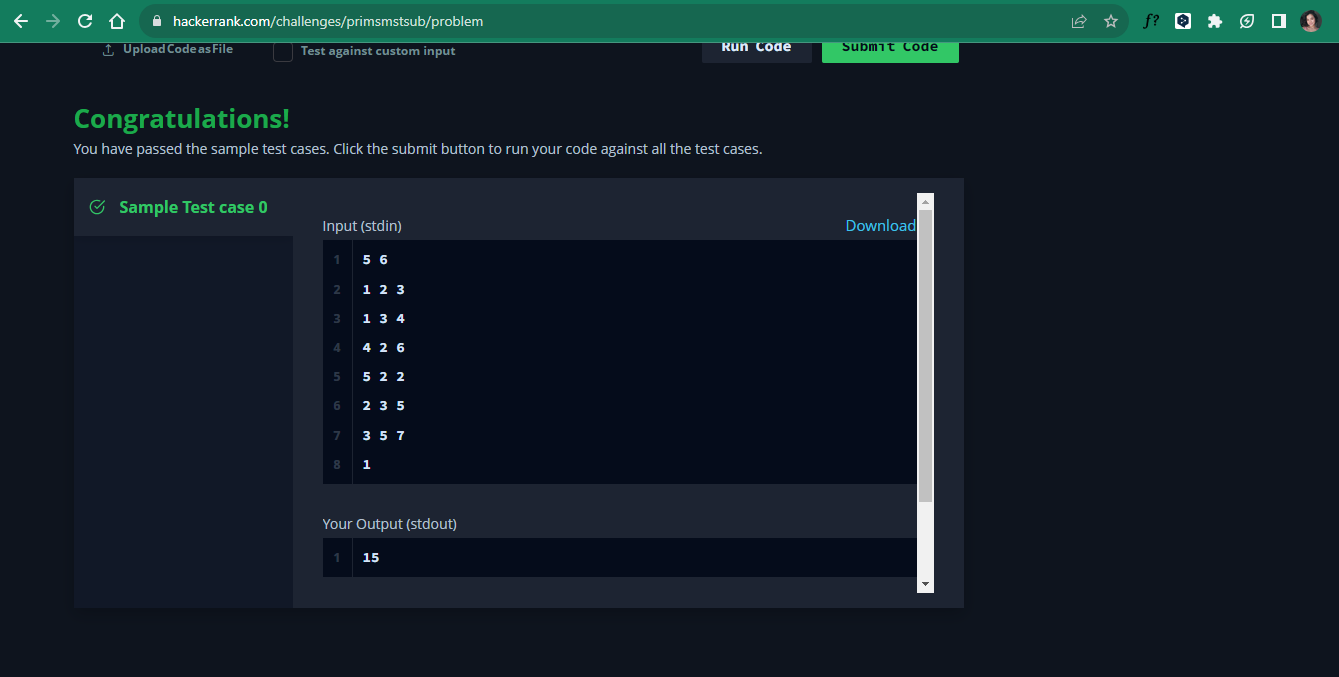 hackerrank.com/challenges/primsmstsub/problem
f?
Upload Code as File
Test against custom input
Run Code
Submit Code
Congratulations!
You have passed the sample test cases. Click the submit button to run your code against all the test cases.
Sample Test case 0
Input (stdin)
Download
1 5 6
2 1 2 3
3 1 3 4
4 4 2 6
5 5 2 2
6 2 3 5
7 3 5 7
8 1
Your Output (stdout)
1 15